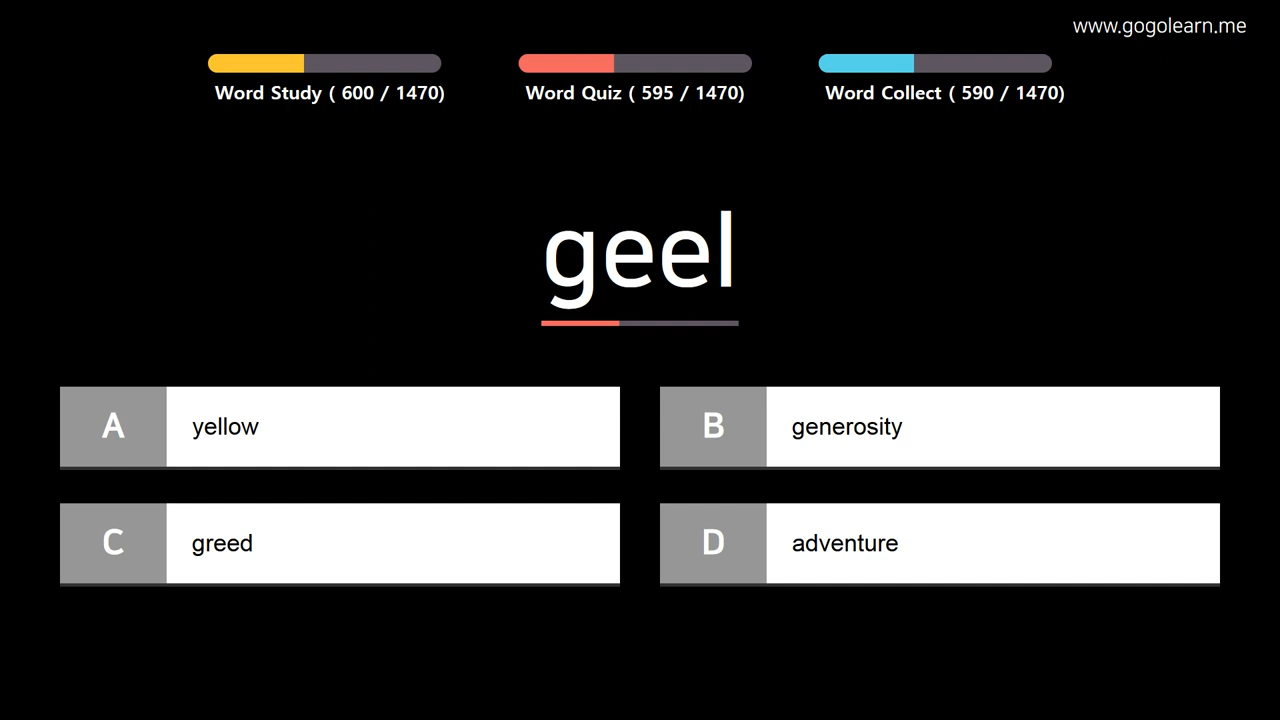 www.gogolearn.me
Word Study ( 600 / 1470)
Word Quiz ( 595 / 1470)
Word Collect ( 590 / 1470)
geel
A yellow
B generosity
C greed
D adventure